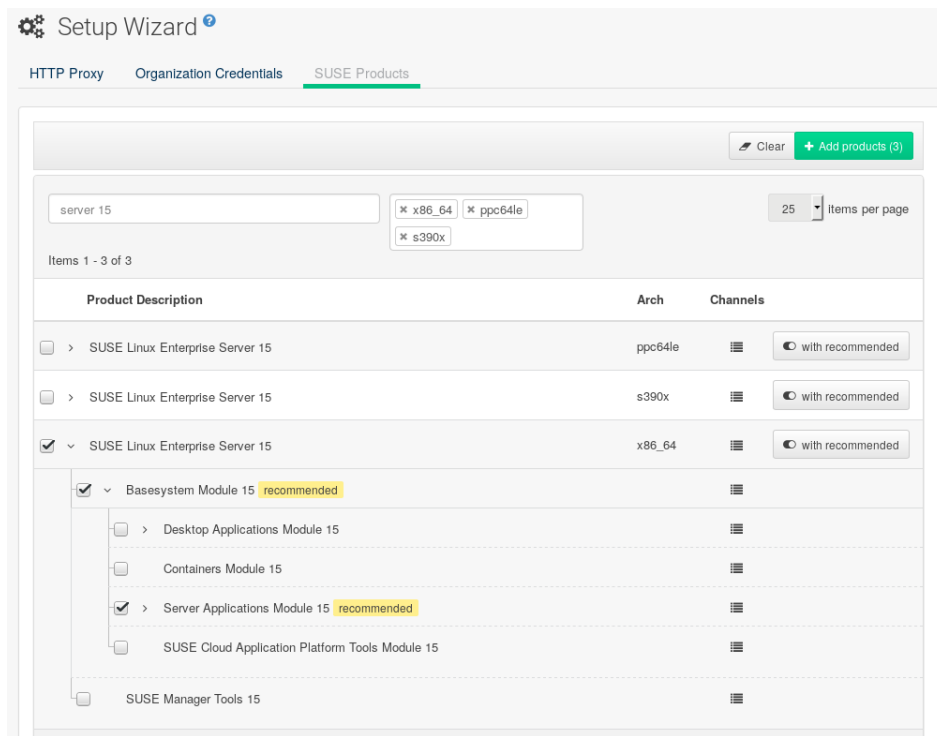 Setup Wizard ?
HTTP Proxy Organization Credentials SUSE Products
Clear + Add products (3)
server 15 × x86_64 × ppc64le 25 items per page
× s390x
Items 1 - 3 of 3
Product Description Arch Channels
SUSE Linux Enterprise Server 15 ppc64le with recommended
SUSE Linux Enterprise Server 15 s390x with recommended
SUSE Linux Enterprise Server 15 x86_64 with recommended
Basesystem Module 15 recommended
Desktop Applications Module 15
Containers Module 15
Server Applications Module 15 recommended
SUSE Cloud Application Platform Tools Module 15
SUSE Manager Tools 15